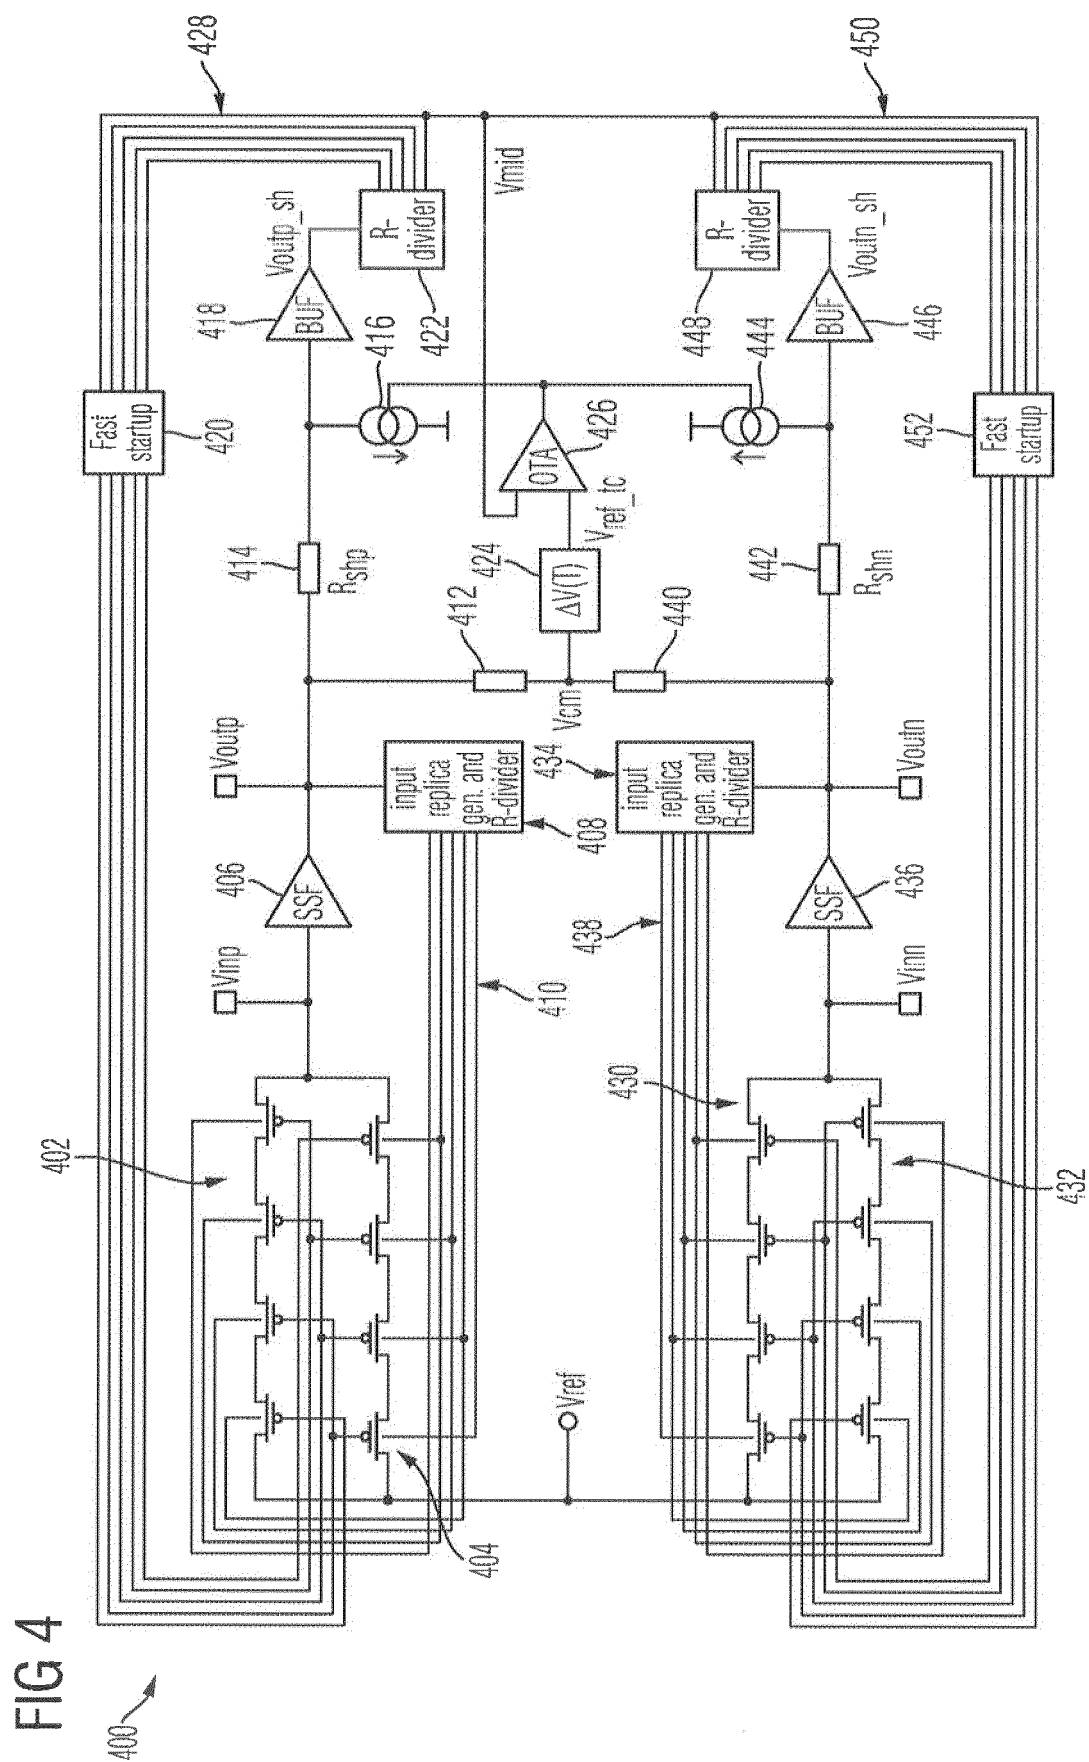 FIG 4
400
428
450
Voutp_sh
418
BUF
R-
divider
422
416
Vmid
R-
divider
448
444
Voutn_sh
BUF
446
Fast
startup
420
452
Fast
startup
OTA
426
Vref_tc
414
Rshp
424
ΔV(T)
412
440
442
Rshn
Vcm
Voutp
input
replica
gen. and
R-divider
408
434
input
replica
gen. and
R-divider
Voutn
406
SSF
436
SSF
438
410
Vinp
Vinn
402
430
432
404
Vref